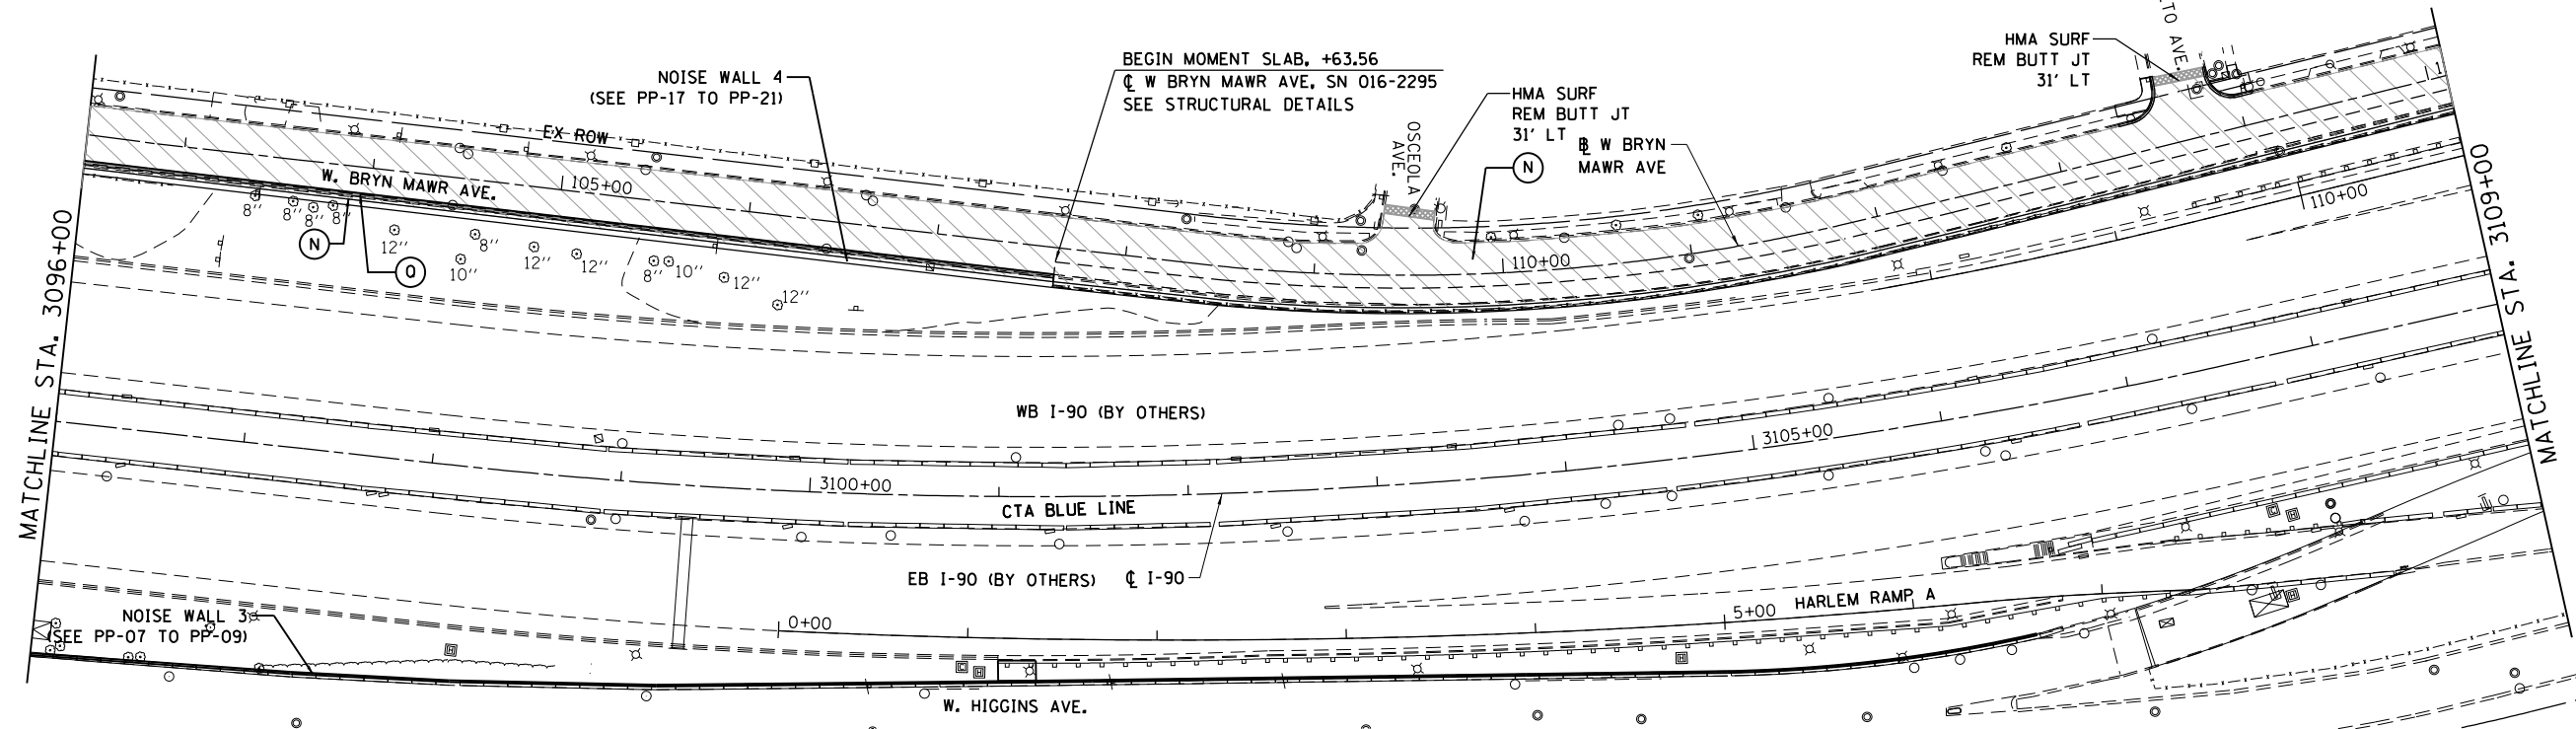 TO AVE.
HMA SURF
REM BUTT JT
31' LT
BEGIN MOMENT SLAB, +63.56
℄ W BRYN MAWR AVE, SN 016-2295
SEE STRUCTURAL DETAILS
NOISE WALL 4
(SEE PP-17 TO PP-21)
HMA SURF
REM BUTT JT
31' LT
OSCEOLA
AVE.
EX ROW
N
W BRYN
MAWR AVE
W. BRYN MAWR AVE.
105+00
110+00
110+00
8''
8''
8''
8''
N
12''
8''
10''
12''
12''
8''
10''
12''
12''
O
MATCHLINE STA. 3096+00
MATCHLINE STA. 3109+00
WB I-90 (BY OTHERS)
3105+00
3100+00
CTA BLUE LINE
EB I-90 (BY OTHERS)
℄ I-90
HARLEM RAMP A
5+00
0+00
NOISE WALL 3
(SEE PP-07 TO PP-09)
W. HIGGINS AVE.